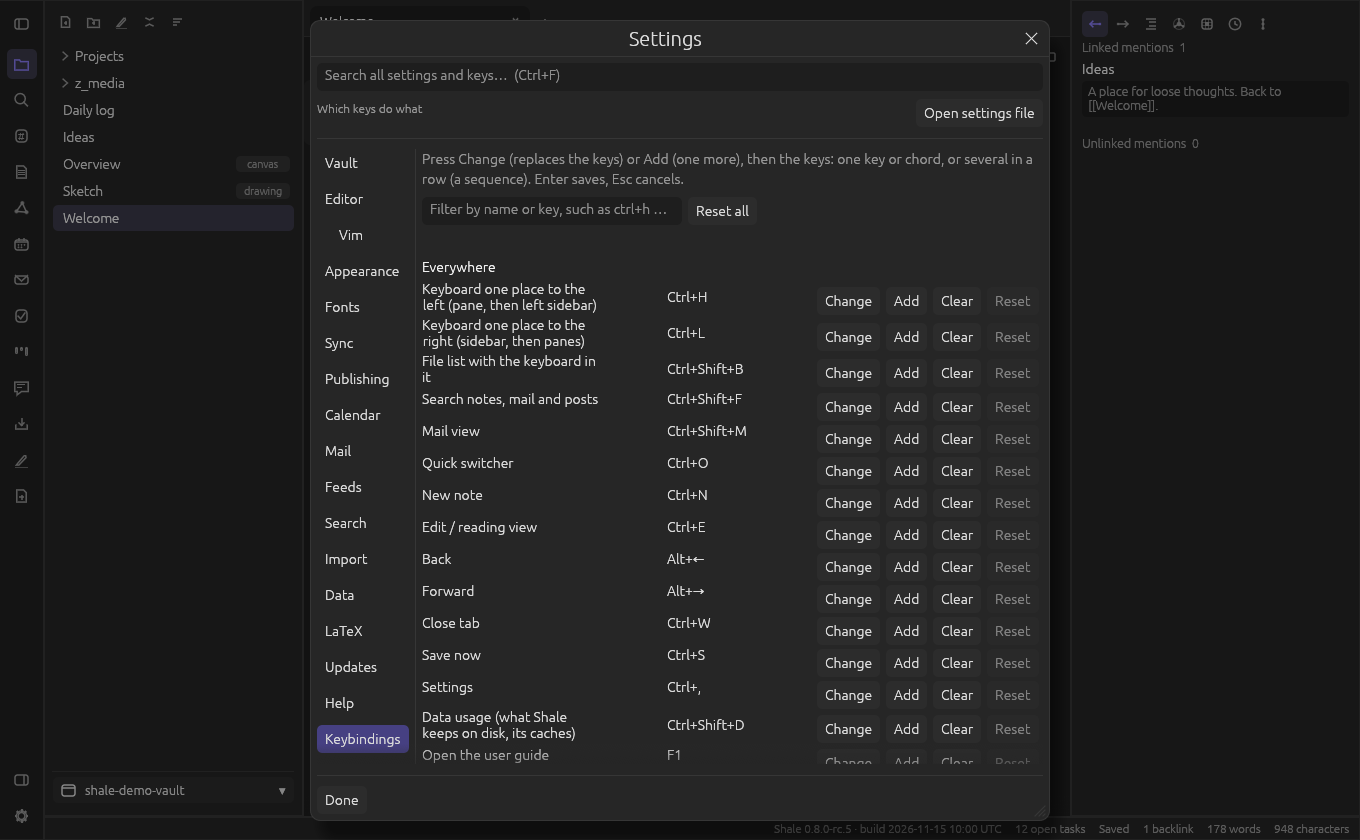 Welcome
Projects
z_media
Daily log
Ideas
Overview canvas
Sketch drawing
Welcome
shale-demo-vault
Settings
Search all settings and keys… (Ctrl+F)
Which keys do what
Open settings file
Vault
Editor
Vim
Appearance
Fonts
Sync
Publishing
Calendar
Mail
Feeds
Search
Import
Data
LaTeX
Updates
Help
Keybindings
Press Change (replaces the keys) or Add (one more), then the keys: one key or chord, or several in a
row (a sequence). Enter saves, Esc cancels.
Filter by name or key, such as ctrl+h … Reset all
Everywhere
Keyboard one place to the
left (pane, then left sidebar) Ctrl+H Change Add Clear Reset
Keyboard one place to the
right (sidebar, then panes) Ctrl+L Change Add Clear Reset
File list with the keyboard in
it Ctrl+Shift+B Change Add Clear Reset
Search notes, mail and posts Ctrl+Shift+F Change Add Clear Reset
Mail view Ctrl+Shift+M Change Add Clear Reset
Quick switcher Ctrl+O Change Add Clear Reset
New note Ctrl+N Change Add Clear Reset
Edit / reading view Ctrl+E Change Add Clear Reset
Back Alt+← Change Add Clear Reset
Forward Alt+→ Change Add Clear Reset
Close tab Ctrl+W Change Add Clear Reset
Save now Ctrl+S Change Add Clear Reset
Settings Ctrl+, Change Add Clear Reset
Data usage (what Shale
keeps on disk, its caches) Ctrl+Shift+D Change Add Clear Reset
Open the user guide F1 Change Add Clear Reset
Done
Linked mentions 1
Ideas
A place for loose thoughts. Back to
[[Welcome]].
Unlinked mentions 0
Shale 0.8.0-rc.5 · build 2026-11-15 10:00 UTC 12 open tasks Saved 1 backlink 178 words 948 characters